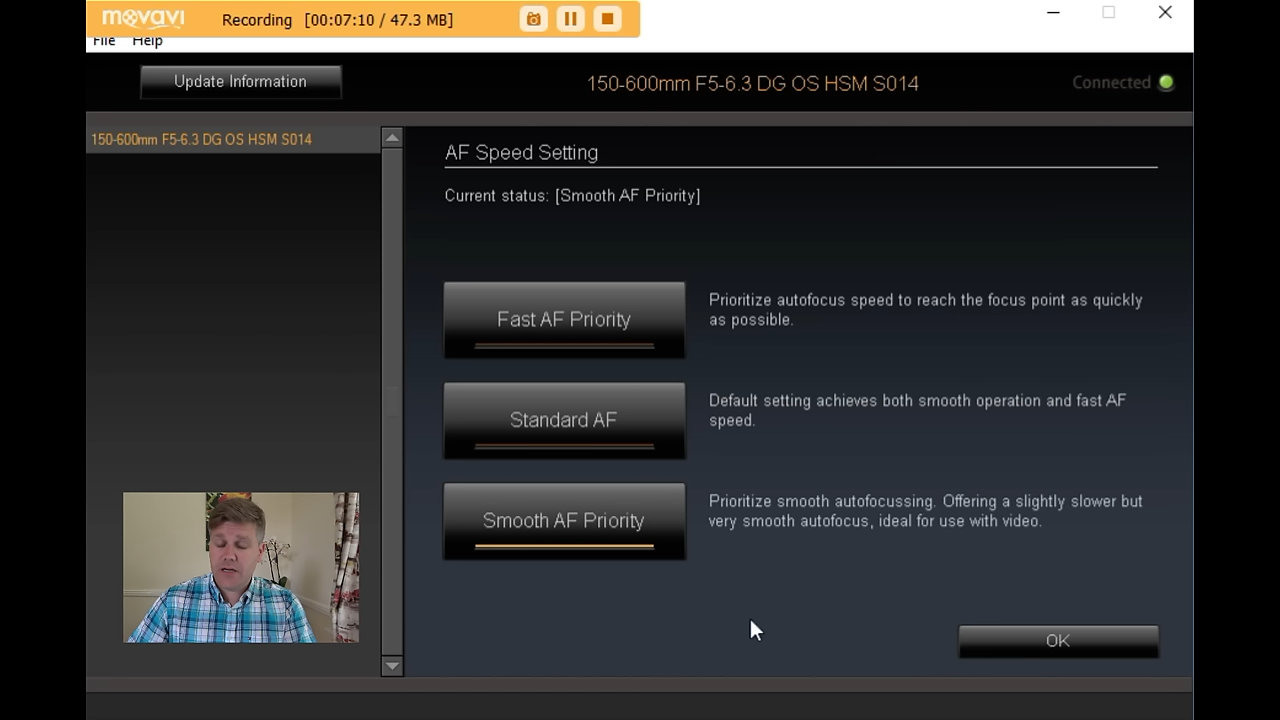 movavi
Recording [00:07:10 / 47.3 MB]
File Help
Update Information
150-600mm F5-6.3 DG OS HSM S014
Connected
150-600mm F5-6.3 DG OS HSM S014
AF Speed Setting
Current status: [Smooth AF Priority]
Fast AF Priority
Prioritize autofocus speed to reach the focus point as quickly
as possible.
Standard AF
Default setting achieves both smooth operation and fast AF
speed.
Smooth AF Priority
Prioritize smooth autofocussing. Offering a slightly slower but
very smooth autofocus, ideal for use with video.
OK